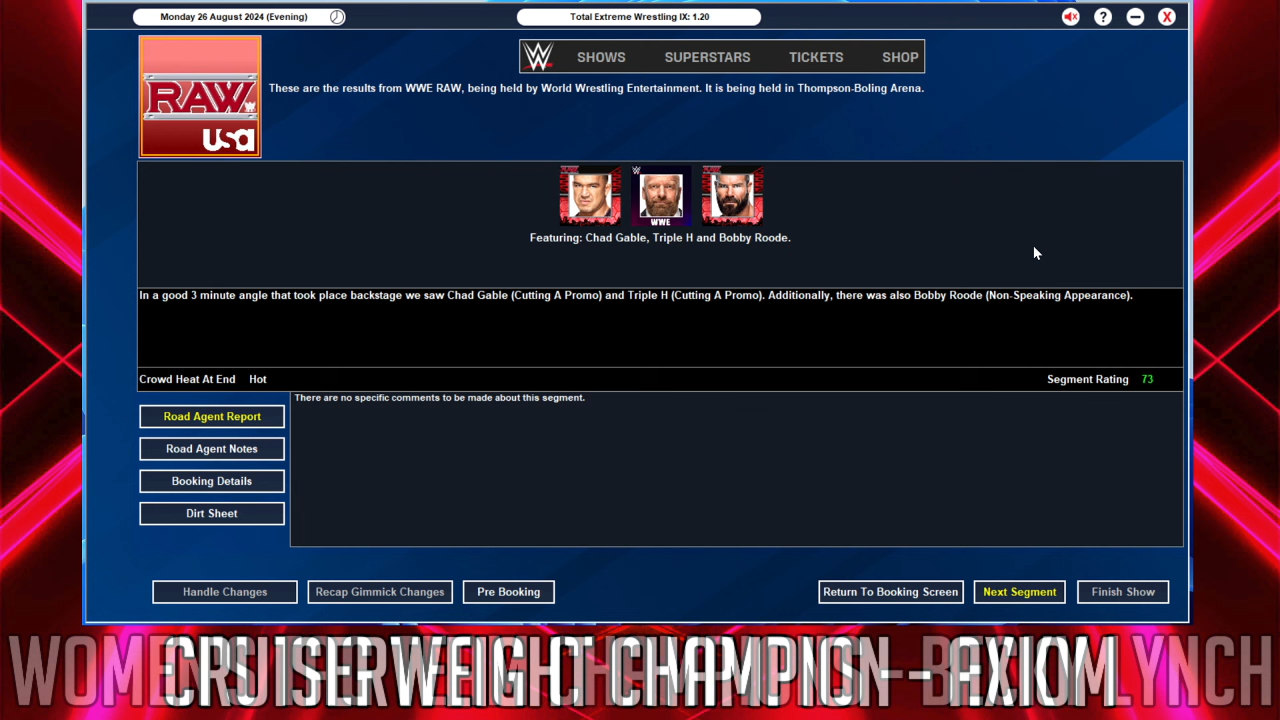 Monday 26 August 2024 (Evening)
Total Extreme Wrestling IX: 1.20
? X
RAW
USA
W SHOWS SUPERSTARS TICKETS SHOP
These are the results from WWE RAW, being held by World Wrestling Entertainment. It is being held in Thompson-Boling Arena.
WWE
Featuring: Chad Gable, Triple H and Bobby Roode.
In a good 3 minute angle that took place backstage we saw Chad Gable (Cutting A Promo) and Triple H (Cutting A Promo). Additionally, there was also Bobby Roode (Non-Speaking Appearance).
Crowd Heat At End Hot
Segment Rating 73
Road Agent Report
There are no specific comments to be made about this segment.
Road Agent Notes
Booking Details
Dirt Sheet
Handle Changes
Recap Gimmick Changes
Pre Booking
Return To Booking Screen
Next Segment
Finish Show
CRUISERWEIGHT CHAMPION - AXIOM